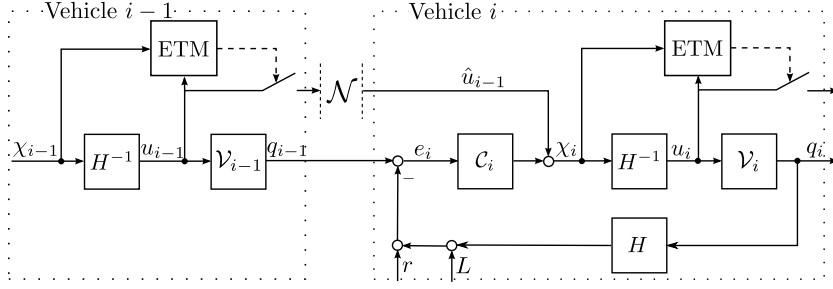 Vehicle i − 1
Vehicle i
ETM
ETM
𝒩
û_{i−1}
χ_{i−1}
H^{−1}
u_{i−1}
𝒱_{i−1}
q_{i−1}
e_i
𝒞_i
χ_i
H^{−1}
u_i
𝒱_i
q_i
−
H
r
L